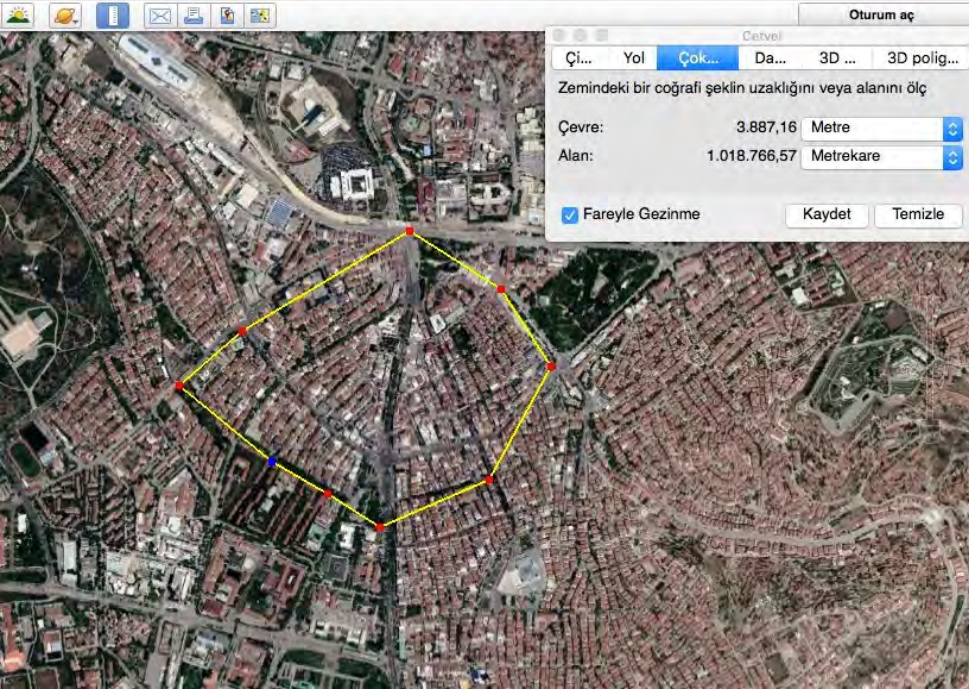 Oturum aç
Cetvel
Çi... Yol Çok... Da... 3D ... 3D polig...
Zemindeki bir coğrafi şeklin uzaklığını veya alanını ölç
Çevre: 3.887,16 Metre
Alan: 1.018.766,57 Metrekare
Fareyle Gezinme Kaydet Temizle